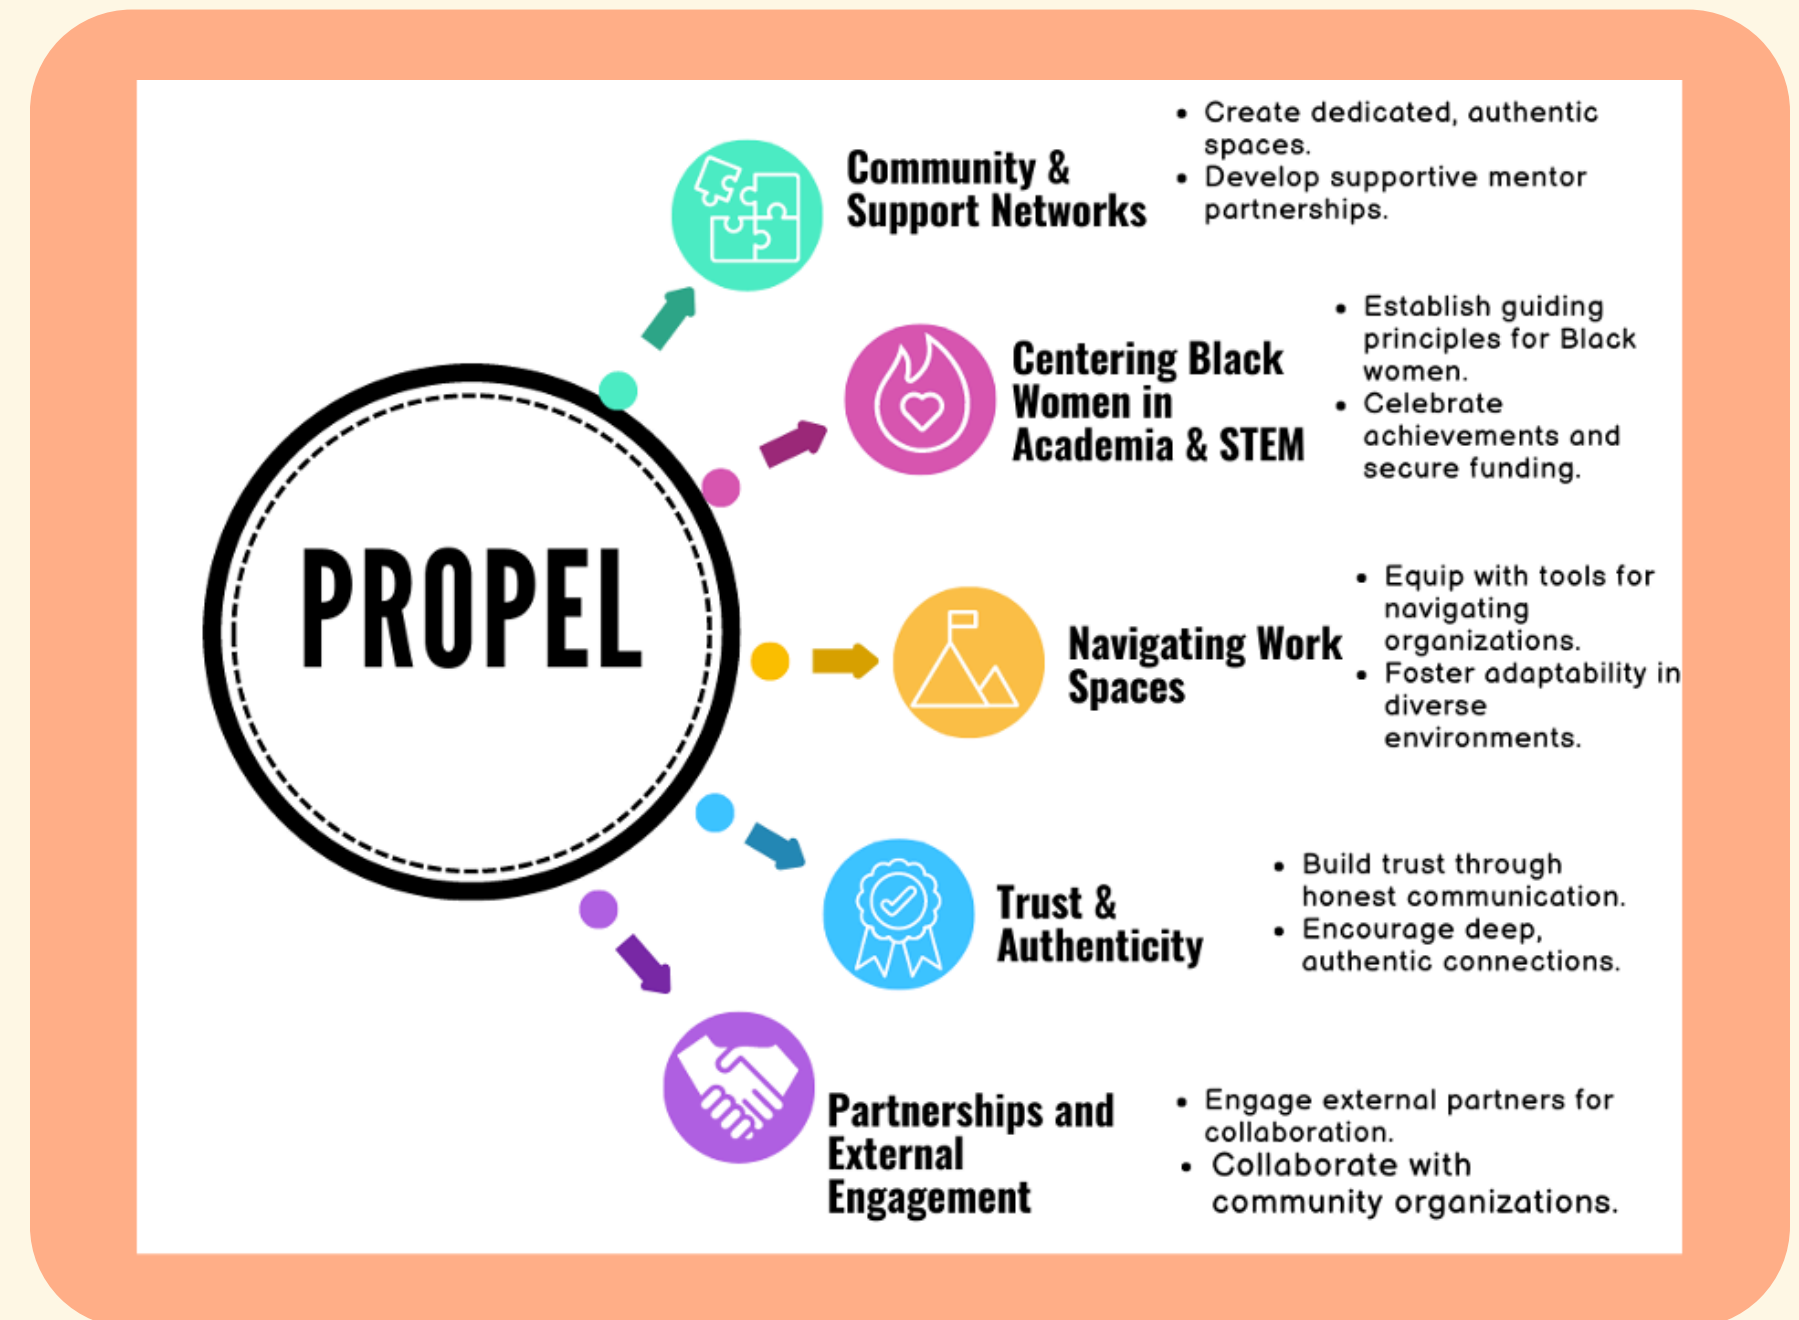 PROPEL
Community &
Support Networks
• Create dedicated, authentic
spaces.
• Develop supportive mentor
partnerships.
Centering Black
Women in
Academia & STEM
• Establish guiding
principles for Black
women.
• Celebrate
achievements and
secure funding.
Navigating Work
Spaces
• Equip with tools for
navigating
organizations.
• Foster adaptability in
diverse
environments.
Trust &
Authenticity
• Build trust through
honest communication.
• Encourage deep,
authentic connections.
Partnerships and
External
Engagement
• Engage external partners for
collaboration.
• Collaborate with
community organizations.